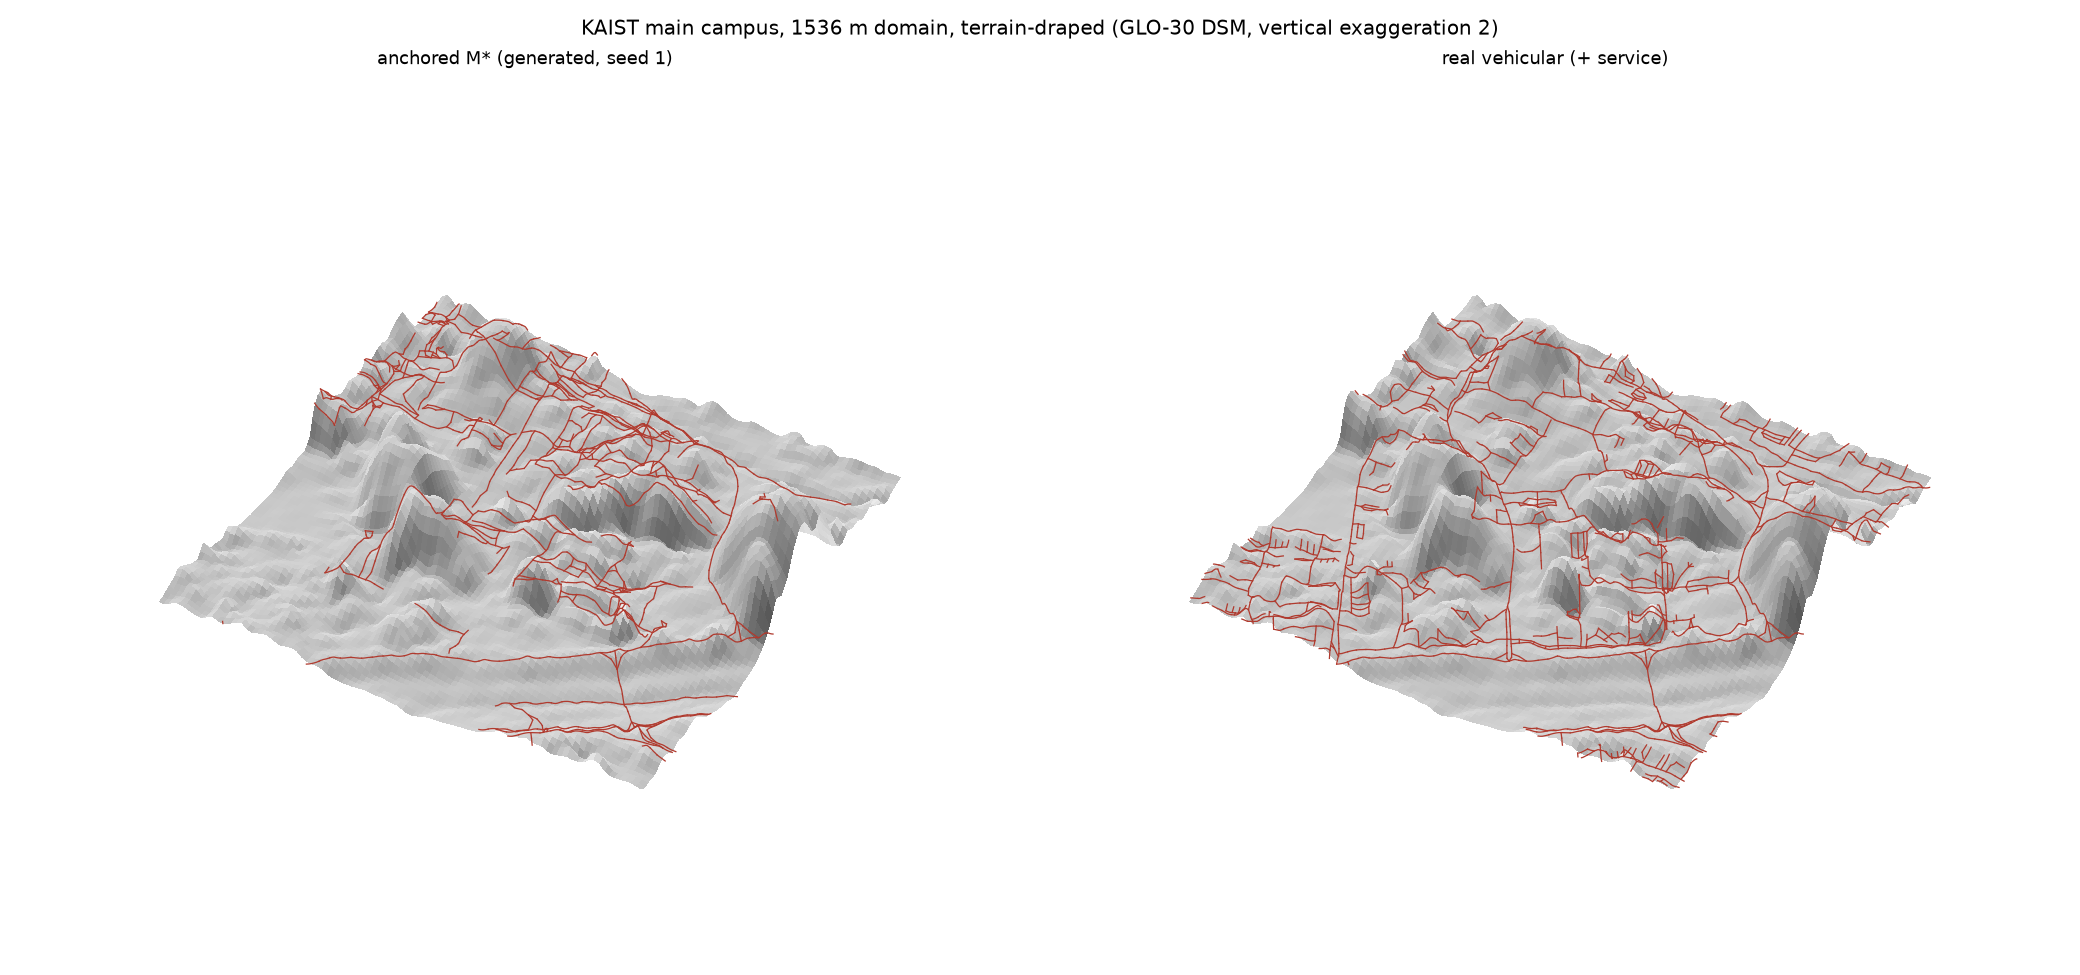 KAIST main campus, 1536 m domain, terrain-draped (GLO-30 DSM, vertical exaggeration 2)
anchored M* (generated, seed 1)
real vehicular (+ service)